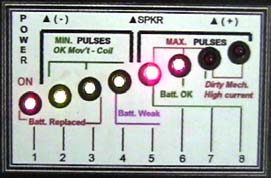 POWER
▲(-) ▲SPKR ▲(+)
MIN. PULSES MAX. PULSES
OK Mov't - Coil
ON
Batt. OK Dirty Mech.
High current
Batt. Replaced Batt. Weak
1 2 3 4 5 6 7 8